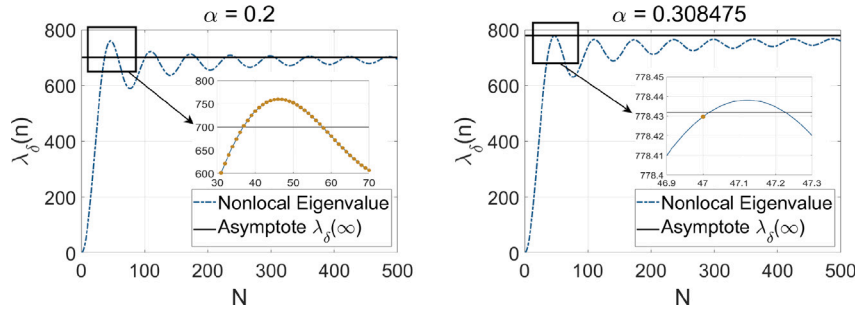 α = 0.2
800
600
400
200
0
λδ(n)
800
750
700
650
600
30 40 50 60 70
Nonlocal Eigenvalue
Asymptote λδ(∞)
0 100 200 300 400 500
N
α = 0.308475
800
600
400
200
0
λδ(n)
778.45
778.44
778.43
778.42
778.41
778.4
46.9 47 47.1 47.2 47.3
Nonlocal Eigenvalue
Asymptote λδ(∞)
0 100 200 300 400 500
N